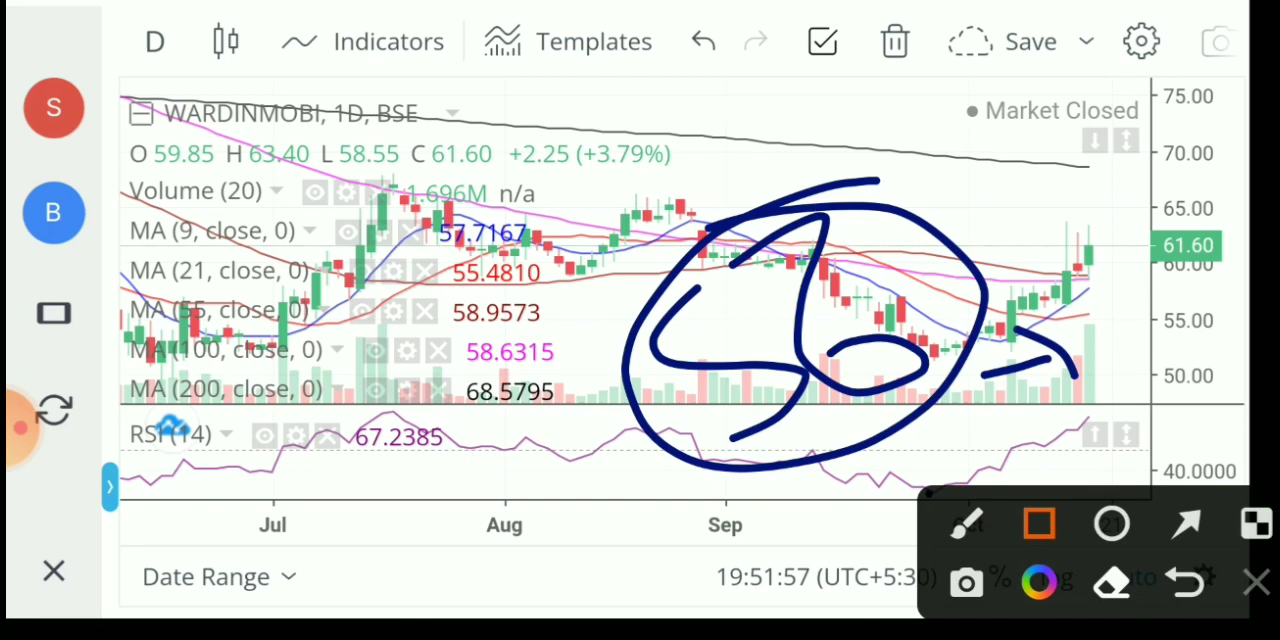 D Indicators Templates Save
S
WARDINMOBI, 1D, BSE
Market Closed
75.00
O 59.85 H 63.40 L 58.55 C 61.60 +2.25 (+3.79%)
70.00
B
Volume (20) 1.696M n/a
65.00
MA (9, close, 0) 57.7167
61.60
60.00
MA (21, close, 0) 55.4810
MA (55, close, 0) 58.9573
55.00
MA (100, close, 0) 58.6315
50.00
MA (200, close, 0) 68.5795
RSI (14) 67.2385
40.0000
Jul Aug Sep Oct 21
Date Range 19:51:57 (UTC+5:30) %